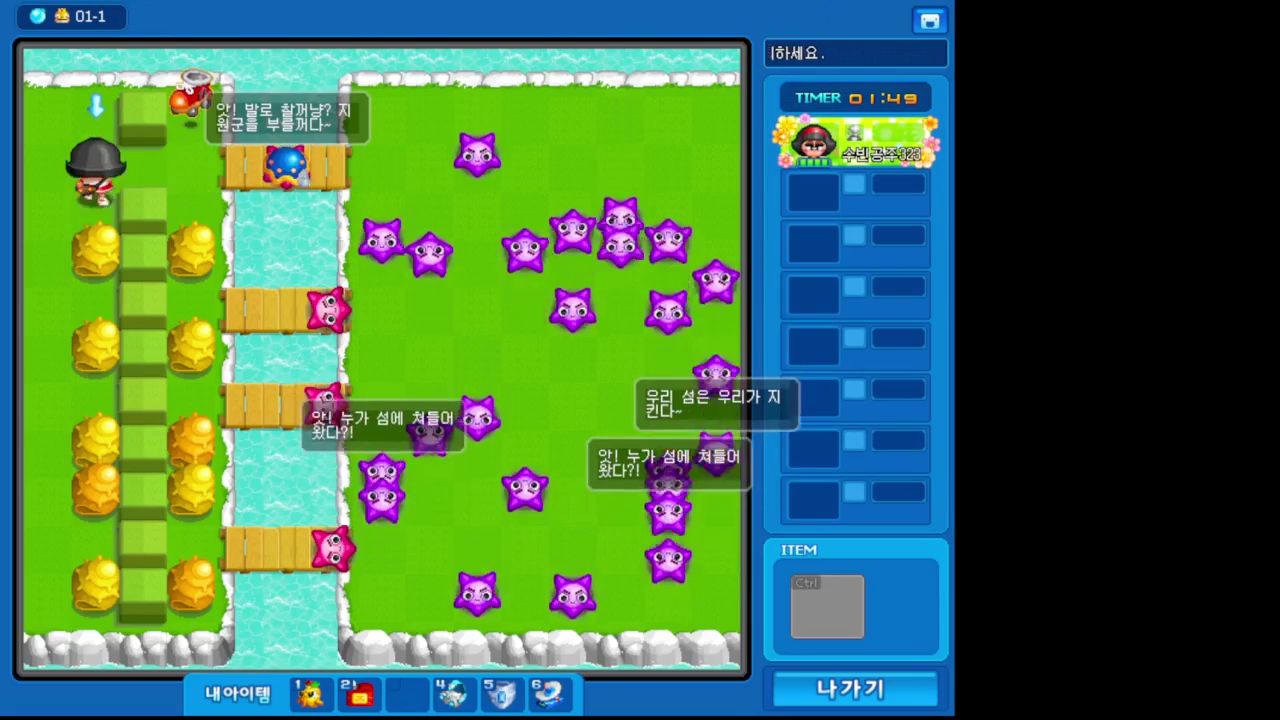 01-1
하세요.
TIMER 01:49
수빈공주323
앗! 발로 찰꺼냥? 지
원군을 부를꺼다~
앗! 누가 섬에 쳐들어
왔다?!
우리 섬은 우리가 지
킨다~
앗! 누가 섬에 쳐들어
왔다?!
ITEM
Ctrl
내아이템
1
2
4
5
6
나가기